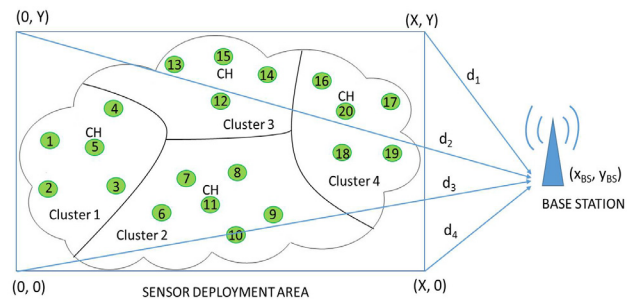 (0, Y)
(X, Y)
13
15
CH
14
16
CH
20
17
d1
4
12
Cluster 3
1
CH
5
18
19
d2
(xBS, yBS)
2
3
7
8
CH
11
Cluster 4
d3
BASE STATION
Cluster 1
6
9
Cluster 2
10
d4
(0, 0)
(X, 0)
SENSOR DEPLOYMENT AREA